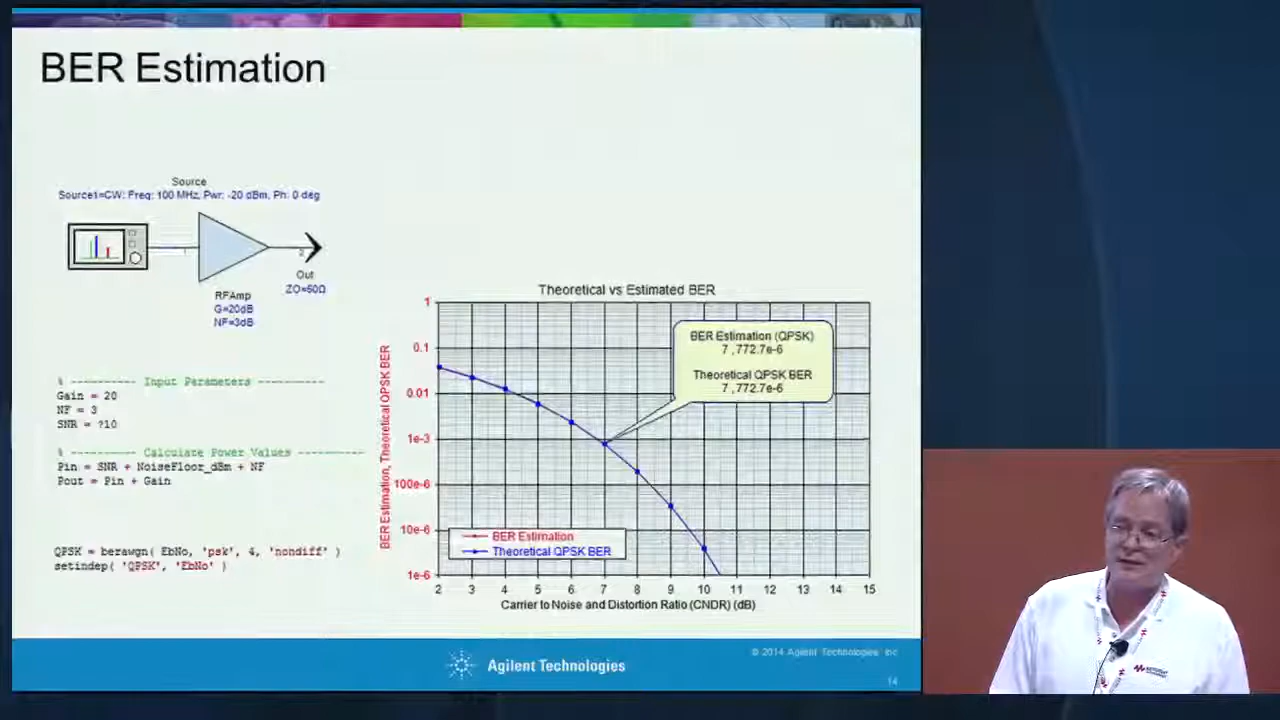 BER Estimation
Source
Source1=CW: Freq: 100 MHz, Pwr: -20 dBm, Ph: 0 deg
1
2
Out
ZO=50Ω
RFAmp
G=20dB
NF=3dB
% ---------- Input Parameters ----------
Gain = 20
NF = 3
SNR = ?10
% ---------- Calculate Power Values ----------
Pin = SNR + NoiseFloor_dBm + NF
Pout = Pin + Gain
QPSK = berawgn( EbNo, 'psk', 4, 'nondiff' )
setindep( 'QPSK', 'EbNo' )
Theoretical vs Estimated BER
BER Estimation, Theoretical QPSK BER
1
0.1
0.01
1e-3
100e-6
10e-6
1e-6
BER Estimation (QPSK)
7 ,772.7e-6
Theoretical QPSK BER
7 ,772.7e-6
BER Estimation
Theoretical QPSK BER
2 3 4 5 6 7 8 9 10 11 12 13 14 15
Carrier to Noise and Distortion Ratio (CNDR) (dB)
Agilent Technologies
© 2014 Agilent Technologies, Inc
14